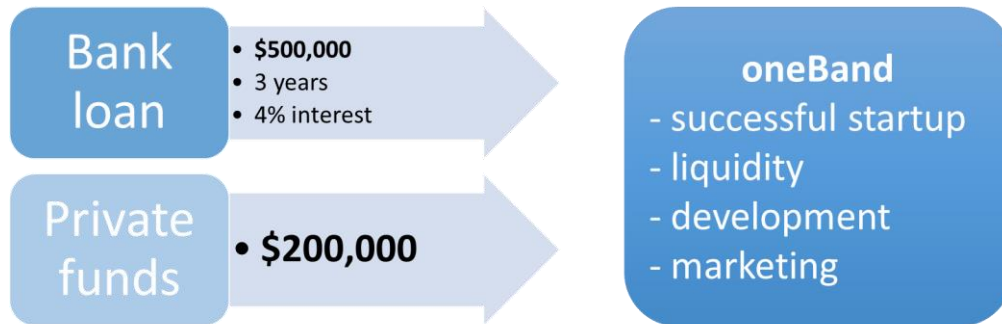 Bank
loan
• $500,000
• 3 years
• 4% interest
Private
funds
• $200,000
oneBand
- successful startup
- liquidity
- development
- marketing